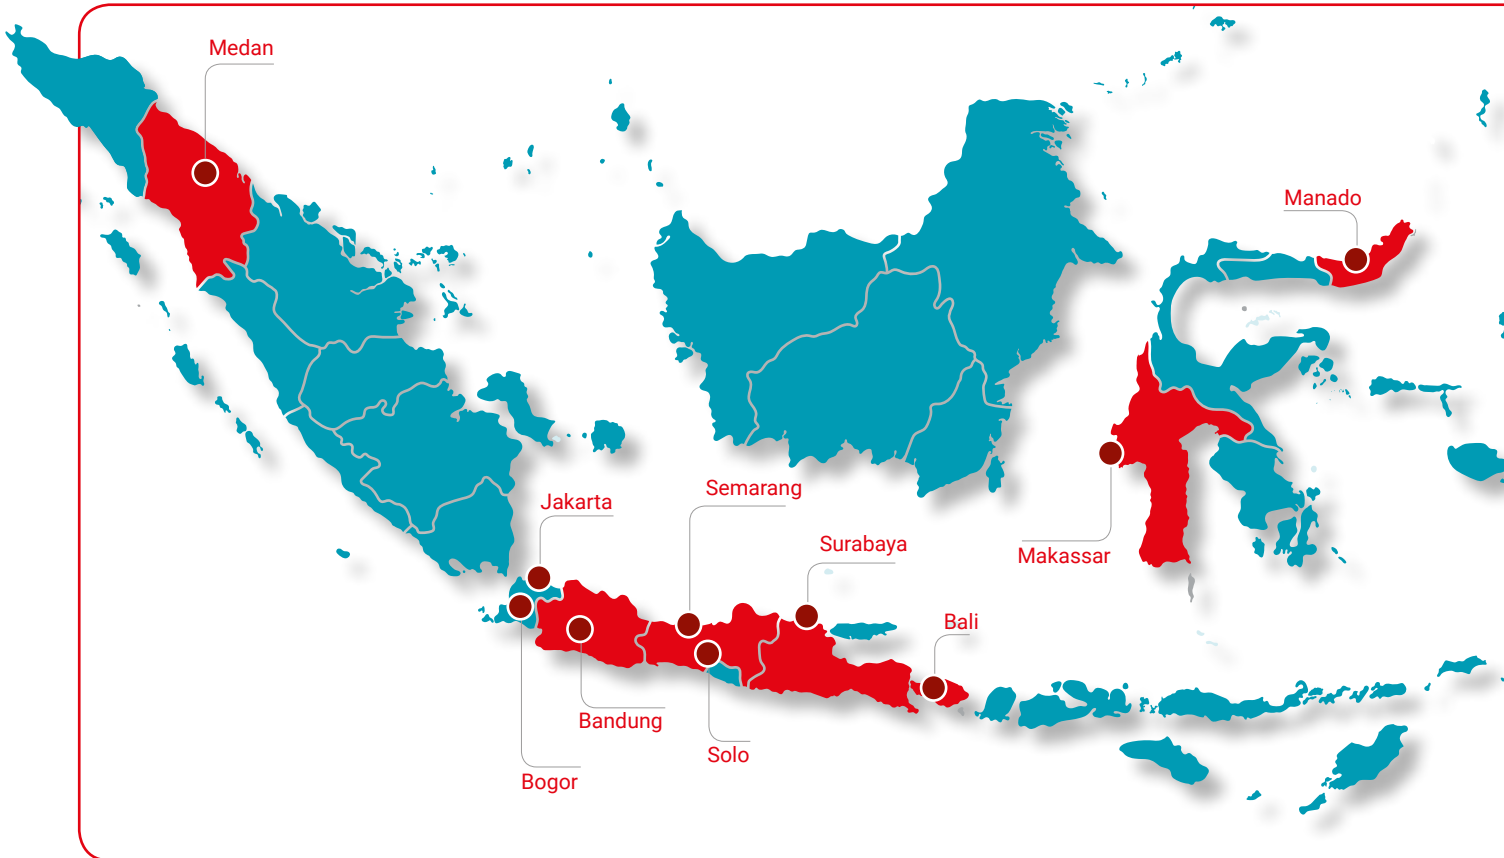 Medan
Manado
Semarang
Jakarta
Surabaya
Makassar
Bali
Bandung
Solo
Bogor